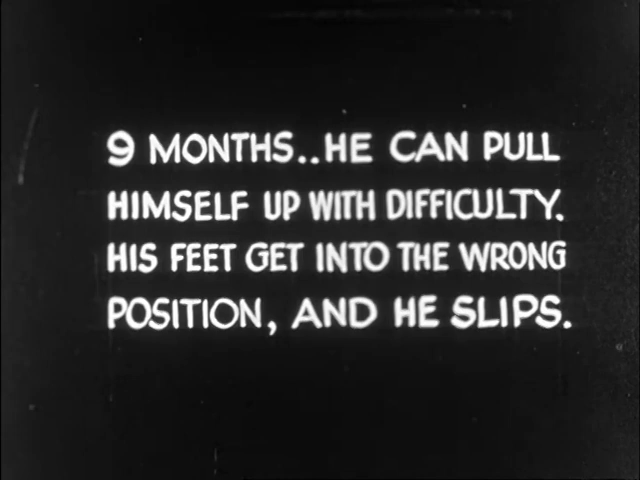 9 MONTHS..HE CAN PULL
HIMSELF UP WITH DIFFICULTY.
HIS FEET GET INTO THE WRONG
POSITION, AND HE SLIPS.